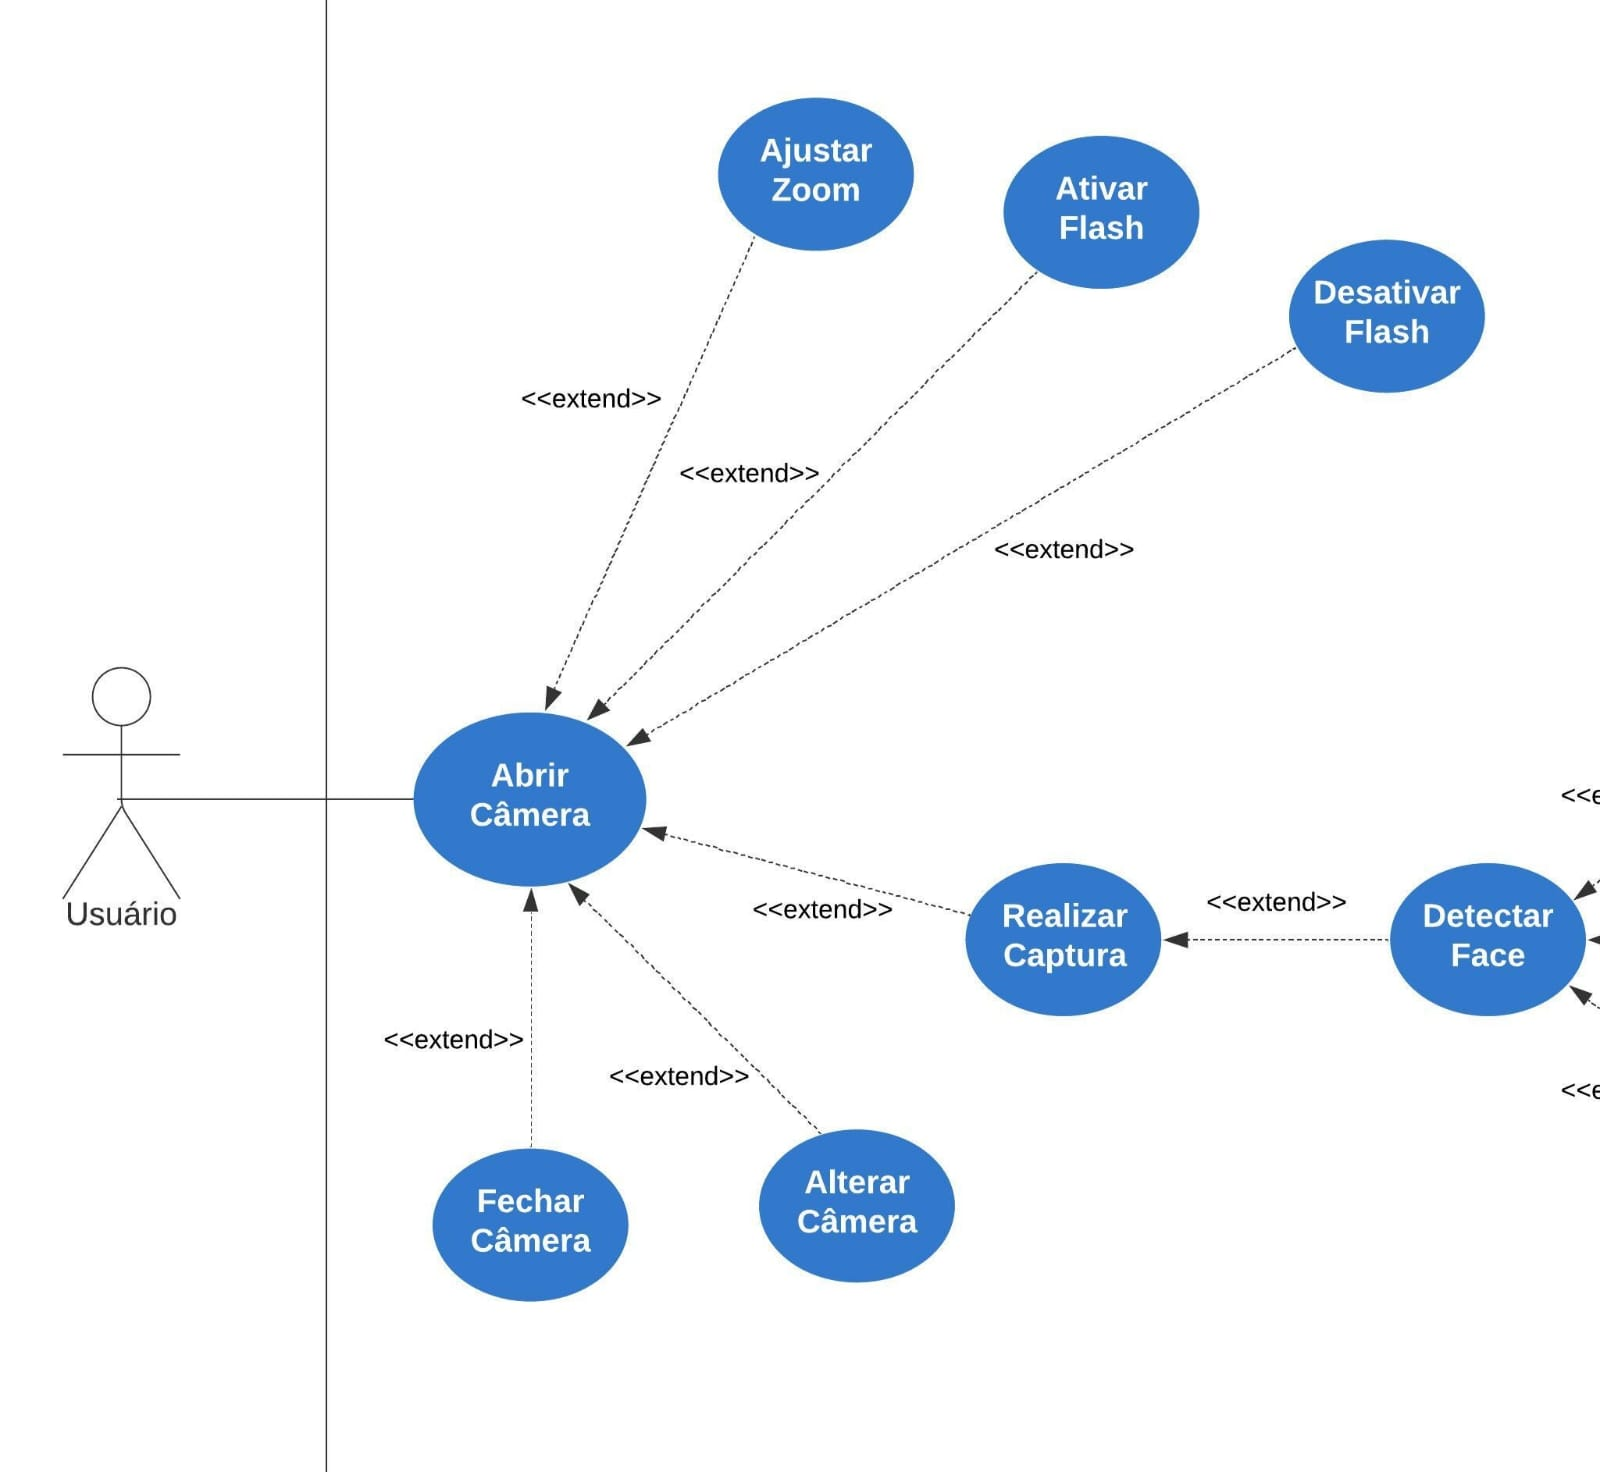 Ajustar
Zoom
Ativar
Flash
Desativar
Flash
<<extend>>
<<extend>>
<<extend>>
Abrir
Câmera
Usuário
<<e
<<extend>>
Realizar
Captura
<<extend>>
Detectar
Face
<<extend>>
<<extend>>
<<e
Fechar
Câmera
Alterar
Câmera